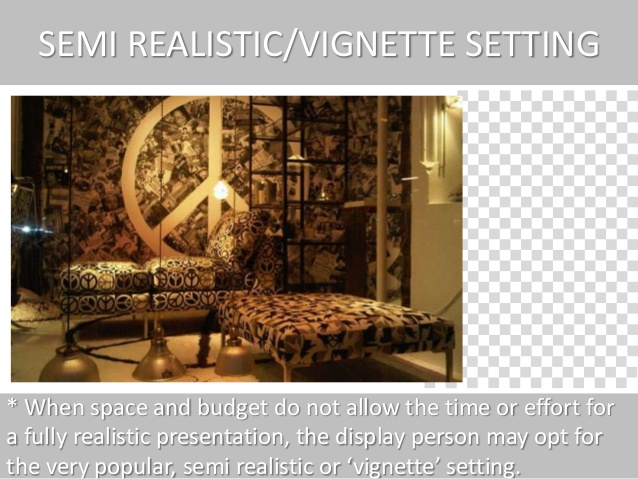 SEMI REALISTIC/VIGNETTE SETTING
* When space and budget do not allow the time or effort for
a fully realistic presentation, the display person may opt for
the very popular, semi realistic or ‘vignette’ setting.